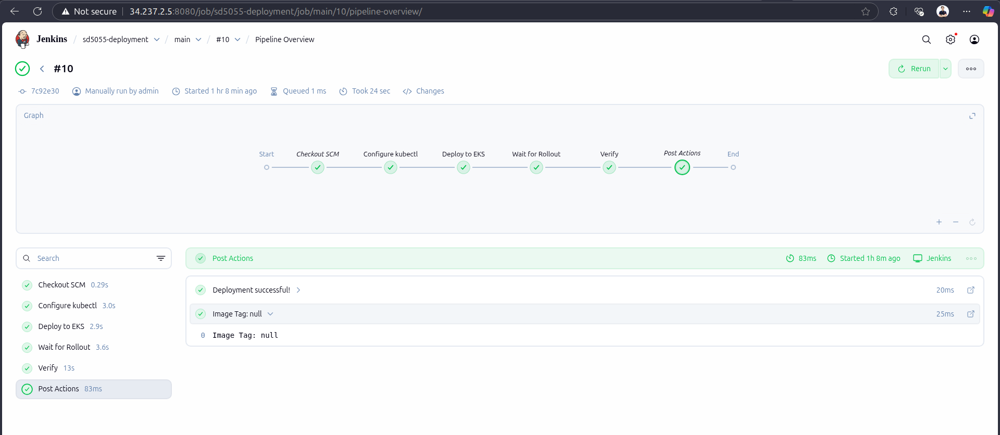 Not secure 34.237.2.5:8080/job/sd5055-deployment/job/main/10/pipeline-overview/
Jenkins / sd5055-deployment / main / #10 / Pipeline Overview
#10
Rerun
7c92e30 Manually run by admin Started 1 hr 8 min ago Queued 1 ms Took 24 sec Changes
Graph
Start Checkout SCM Configure kubectl Deploy to EKS Wait for Rollout Verify Post Actions End
Search
Post Actions 83ms Started 1h 8m ago Jenkins
Checkout SCM 0.29s
Configure kubectl 3.0s
Deploy to EKS 2.9s
Wait for Rollout 3.6s
Verify 13s
Post Actions 83ms
Deployment successful! 20ms
Image Tag: null 25ms
0 Image Tag: null